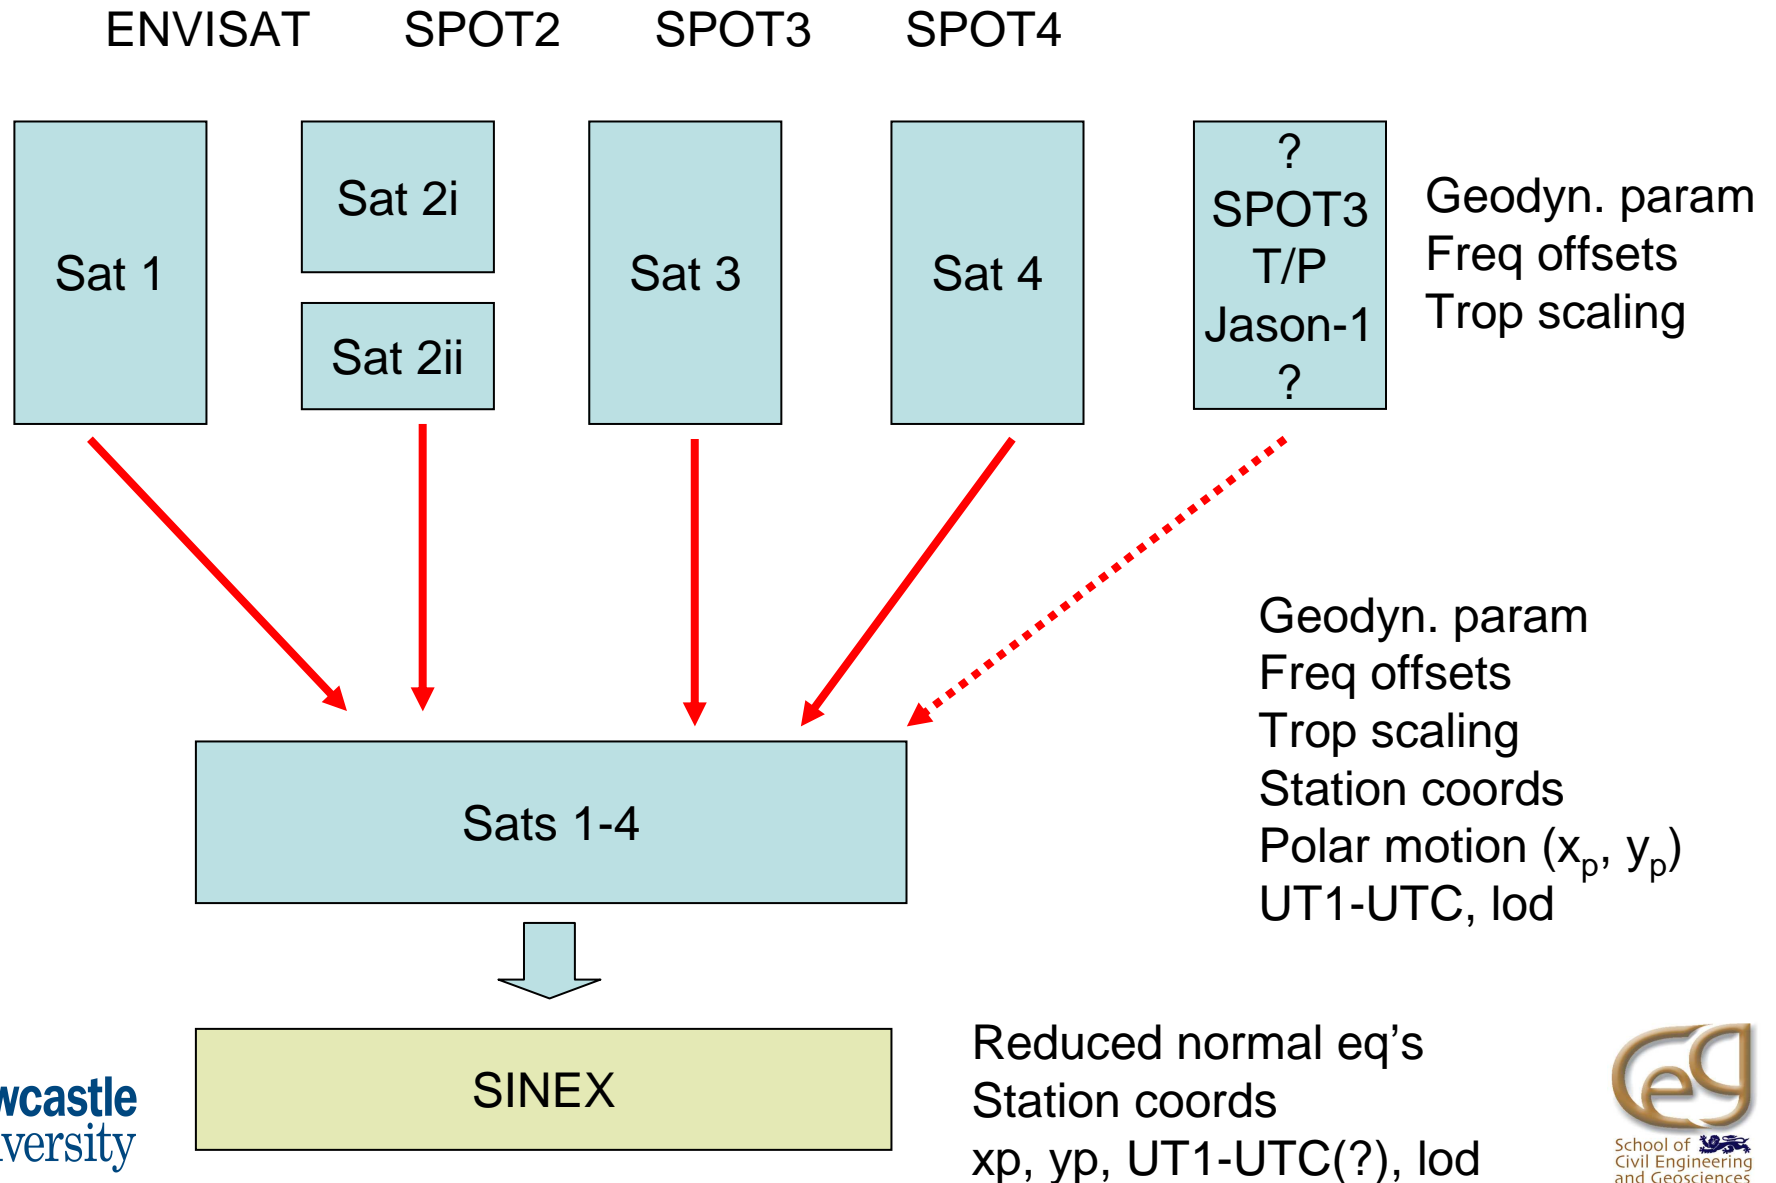 ENVISAT SPOT2 SPOT3 SPOT4
Sat 1
Sat 2i
Sat 2ii
Sat 3
Sat 4
?
SPOT3
T/P
Jason-1
?
Geodyn. param
Freq offsets
Trop scaling
Geodyn. param
Freq offsets
Trop scaling
Station coords
Polar motion (xp, yp)
UT1-UTC, lod
Sats 1-4
SINEX
Reduced normal eq’s
Station coords
xp, yp, UT1-UTC(?), lod
wcastle
versity
ceg
School of
Civil Engineering
and Geosciences